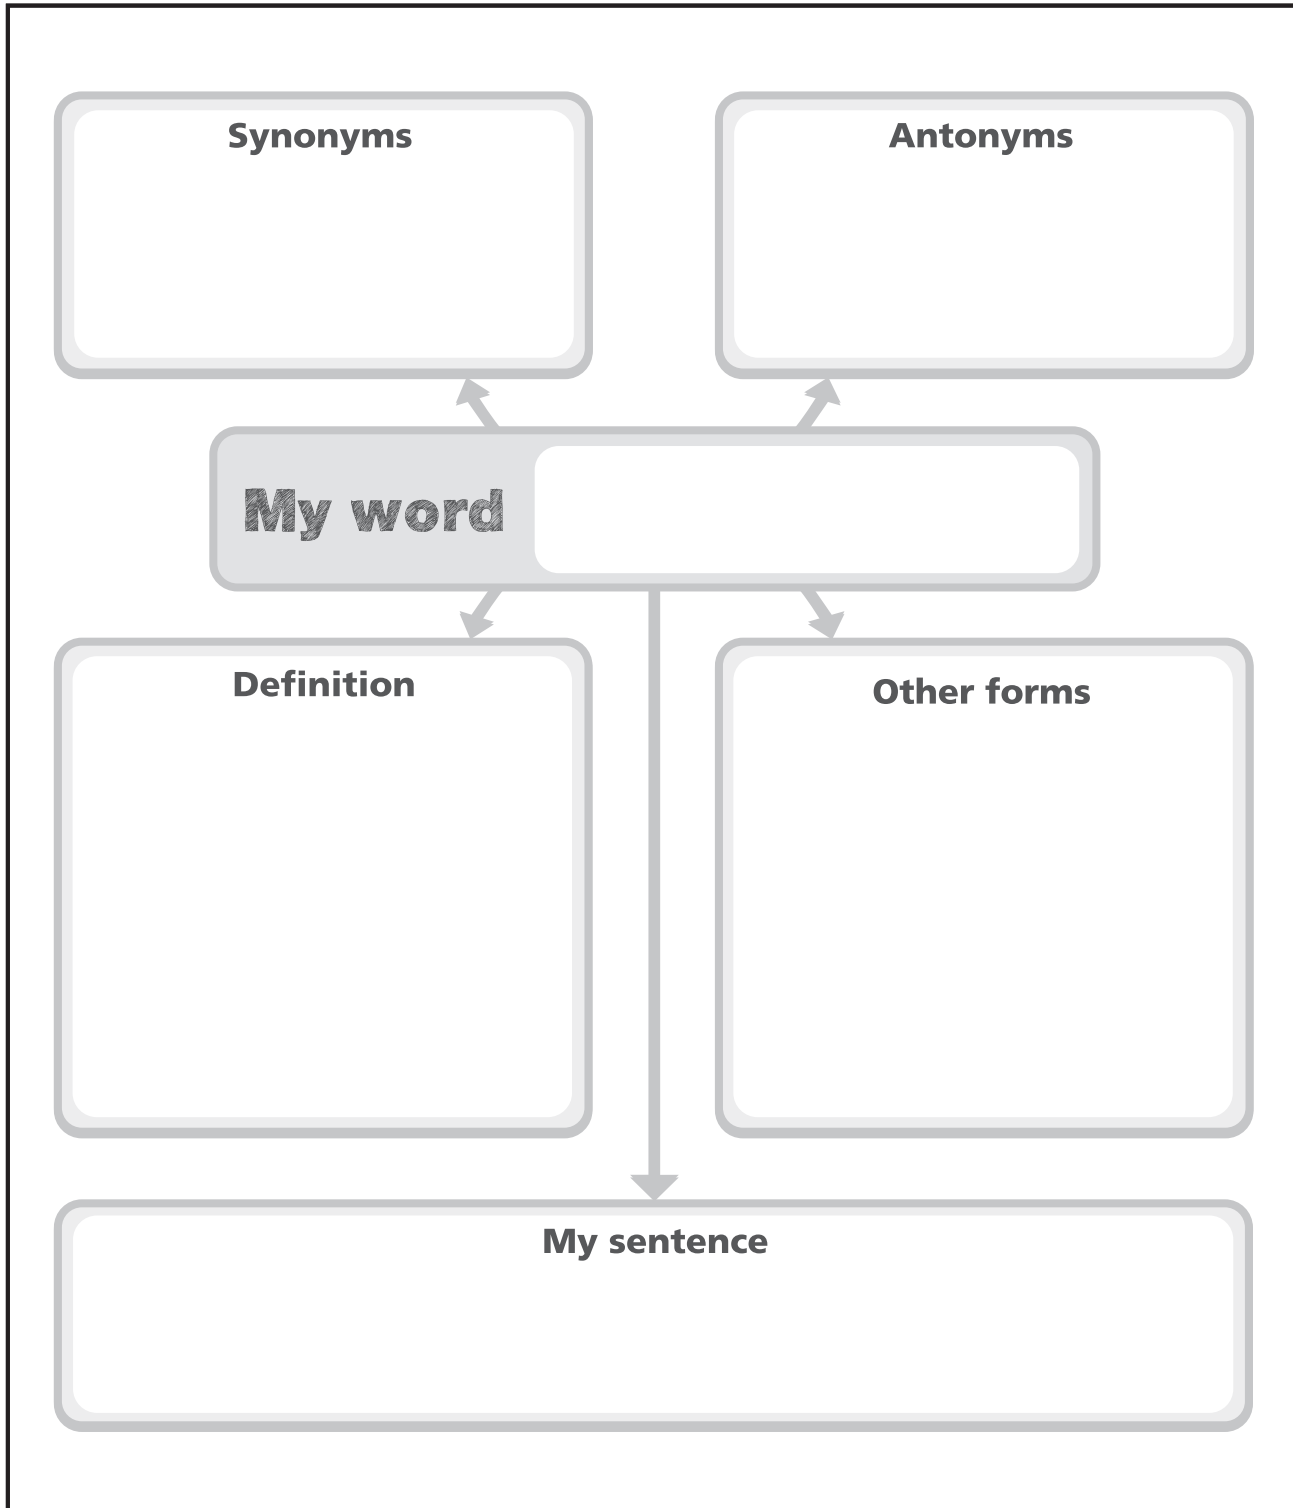 Synonyms
Antonyms
My word
Definition
Other forms
My sentence